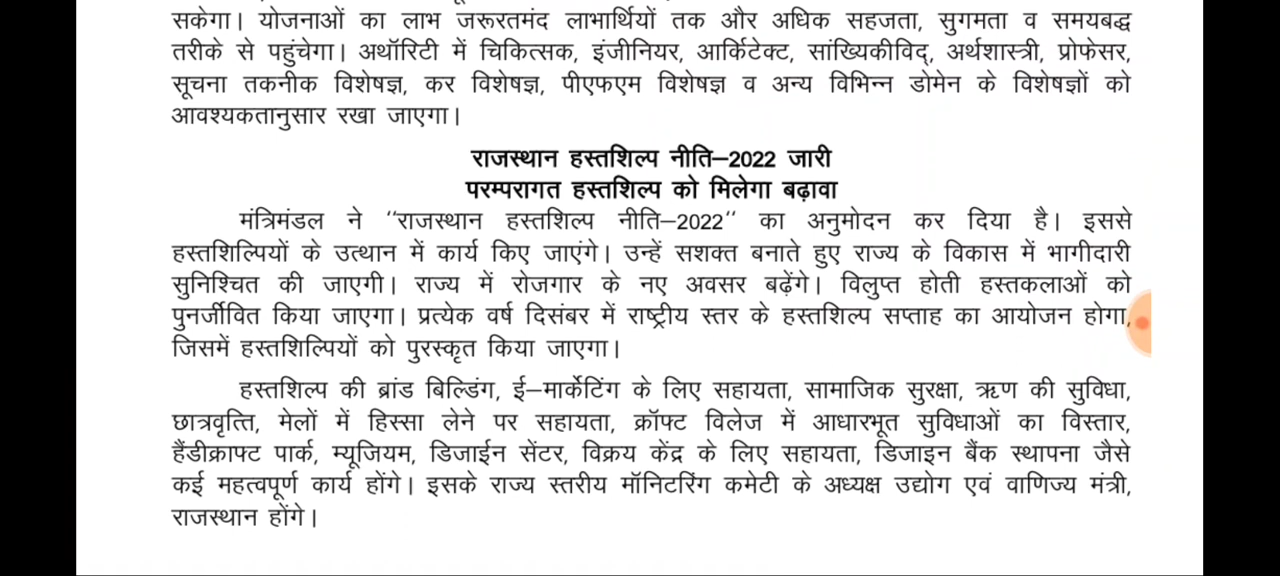 सकेगा। योजनाओं का लाभ जरूरतमंद लाभार्थियों तक और अधिक सहजता, सुगमता व समयबद्ध
तरीके से पहुंचेगा। अथॉरिटी में चिकित्सक, इंजीनियर, आर्किटेक्ट, सांख्यिकीविद्, अर्थशास्त्री, प्रोफेसर,
सूचना तकनीक विशेषज्ञ, कर विशेषज्ञ, पीएफएम विशेषज्ञ व अन्य विभिन्न डोमेन के विशेषज्ञों को
आवश्यकतानुसार रखा जाएगा।
राजस्थान हस्तशिल्प नीति–2022 जारी
परम्परागत हस्तशिल्प को मिलेगा बढ़ावा
मंत्रिमंडल ने ‘‘राजस्थान हस्तशिल्प नीति–2022’’ का अनुमोदन कर दिया है। इससे
हस्तशिल्पियों के उत्थान में कार्य किए जाएंगे। उन्हें सशक्त बनाते हुए राज्य के विकास में भागीदारी
सुनिश्चित की जाएगी। राज्य में रोजगार के नए अवसर बढ़ेंगे। विलुप्त होती हस्तकलाओं को
पुनर्जीवित किया जाएगा। प्रत्येक वर्ष दिसंबर में राष्ट्रीय स्तर के हस्तशिल्प सप्ताह का आयोजन होगा,
जिसमें हस्तशिल्पियों को पुरस्कृत किया जाएगा।
हस्तशिल्प की ब्रांड बिल्डिंग, ई–मार्केटिंग के लिए सहायता, सामाजिक सुरक्षा, ऋण की सुविधा,
छात्रवृत्ति, मेलों में हिस्सा लेने पर सहायता, क्रॉफ्ट विलेज में आधारभूत सुविधाओं का विस्तार,
हैंडीक्राफ्ट पार्क, म्यूजियम, डिजाईन सेंटर, विक्रय केंद्र के लिए सहायता, डिजाइन बैंक स्थापना जैसे
कई महत्वपूर्ण कार्य होंगे। इसके राज्य स्तरीय मॉनिटरिंग कमेटी के अध्यक्ष उद्योग एवं वाणिज्य मंत्री,
राजस्थान होंगे।